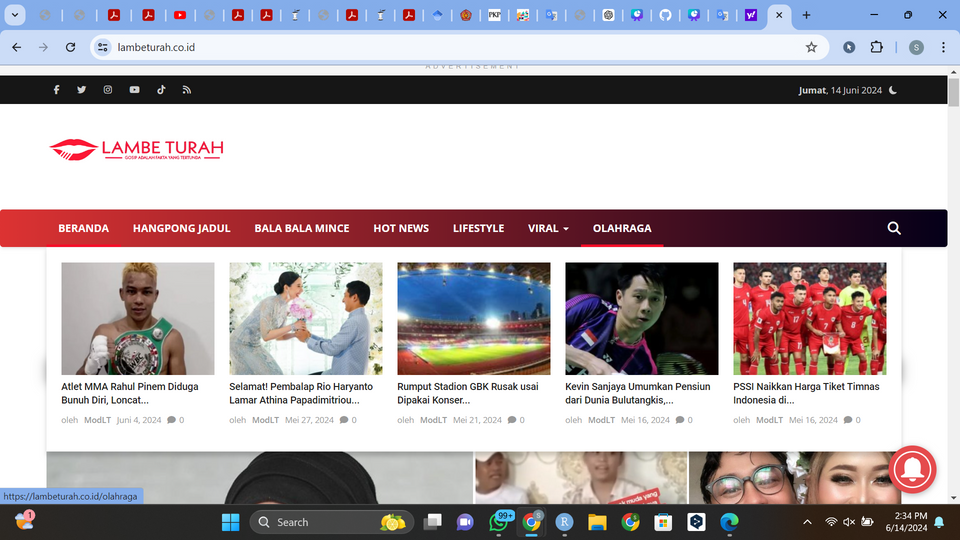 lambeturah.co.id
S
ADVERTISEMENT
Jumat, 14 Juni 2024
LAMBE TURAH
GOSIP ADALAH FAKTA YANG TERTUNDA
BERANDA HANGPONG JADUL BALA BALA MINCE HOT NEWS LIFESTYLE VIRAL OLAHRAGA
Atlet MMA Rahul Pinem Diduga
Bunuh Diri, Loncat...
oleh ModLT Juni 4, 2024 0
Selamat! Pembalap Rio Haryanto
Lamar Athina Papadimitriou...
oleh ModLT Mei 27, 2024 0
Rumput Stadion GBK Rusak usai
Dipakai Konser...
oleh ModLT Mei 21, 2024 0
Kevin Sanjaya Umumkan Pensiun
dari Dunia Bulutangkis,...
oleh ModLT Mei 16, 2024 0
PSSI Naikkan Harga Tiket Timnas
Indonesia di...
oleh ModLT Mei 16, 2024 0
muda yang
https://lambeturah.co.id/olahraga
1
Search
99+
S
R
2:34 PM
6/14/2024